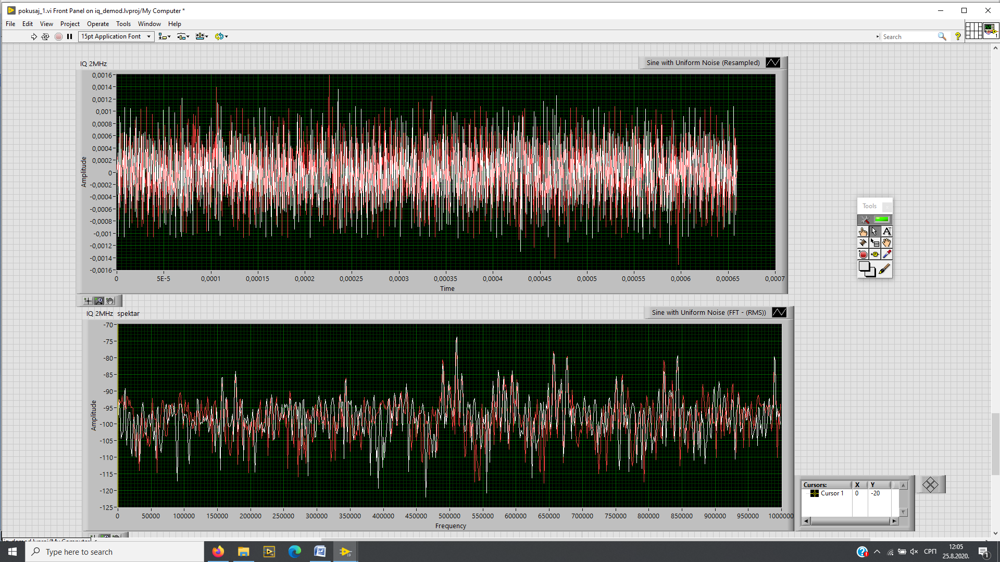 pokusaj_1.vi Front Panel on iq_demod.lvproj/My Computer *
File Edit View Project Operate Tools Window Help
15pt Application Font
Search
1
IQ 2MHz
Sine with Uniform Noise (Resampled)
0,0016
0,0014
0,0012
0,001
0,0008
0,0006
0,0004
0,0002
0
-0,0002
-0,0004
-0,0006
-0,0008
-0,001
-0,0012
-0,0014
-0,0016
Amplitude
0 5E-5 0,0001 0,00015 0,0002 0,00025 0,0003 0,00035 0,0004 0,00045 0,0005 0,00055 0,0006 0,00065 0,0007
Time
Tools
IQ 2MHz spektar
Sine with Uniform Noise (FFT - (RMS))
-70
-75
-80
-85
-90
-95
-100
-105
-110
-115
-120
-125
Amplitude
0 50000 100000 150000 200000 250000 300000 350000 400000 450000 500000 550000 600000 650000 700000 750000 800000 850000 900000 950000 1000000
Frequency
Cursors: X Y
Cursor 1 0 -20
iq_demod.lvproj/My Computer
Type here to search
СРП
12:05
25.8.2020.
1